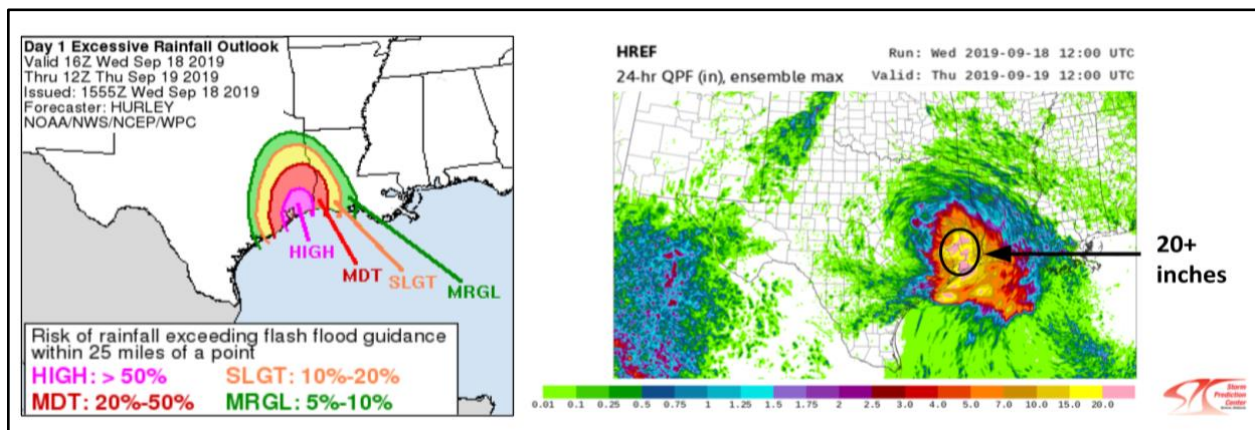 Day 1 Excessive Rainfall Outlook
Valid 16Z Wed Sep 18 2019
Thru 12Z Thu Sep 19 2019
Issued: 1555Z Wed Sep 18 2019
Forecaster: HURLEY
NOAA/NWS/NCEP/WPC
HIGH
MDT
SLGT
MRGL
Risk of rainfall exceeding flash flood guidance
within 25 miles of a point
HIGH: > 50% SLGT: 10%-20%
MDT: 20%-50% MRGL: 5%-10%
HREF Run: Wed 2019-09-18 12:00 UTC
24-hr QPF (in), ensemble max Valid: Thu 2019-09-19 12:00 UTC
20+
inches
0.01 0.1 0.25 0.5 0.75 1 1.25 1.5 1.75 2 2.5 3.0 4.0 5.0 7.0 10.0 15.0 20.0
SPC
Storm
Prediction
Center